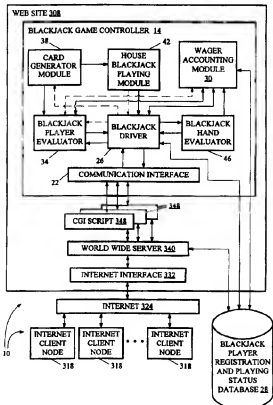 WEB SITE 308
BLACKJACK GAME CONTROLLER 14
38
CARD
GENERATOR
MODULE
42
HOUSE
BLACKJACK
PLAYING
MODULE
WAGER
ACCOUNTING
MODULE
30
BLACKJACK
PLAYER
EVALUATOR
34
BLACKJACK
DRIVER
26
BLACKJACK
HAND
EVALUATOR
46
22
COMMUNICATION INTERFACE
348
CGI SCRIPT 348
WORLD WIDE SERVER 340
INTERNET INTERFACE 332
INTERNET 324
10
INTERNET
CLIENT
NODE
318
INTERNET
CLIENT
NODE
318
• • •
INTERNET
CLIENT
NODE
318
BLACKJACK
PLAYER
REGISTRATION
AND PLAYING
STATUS
DATABASE 28